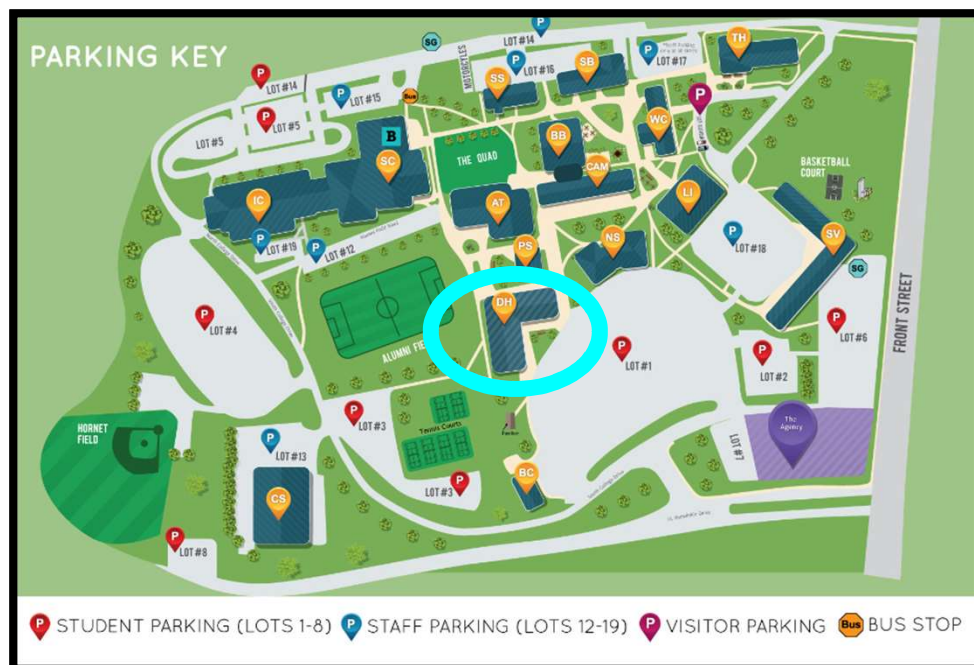 PARKING KEY
SG
MOTORCYCLES
P
LOT #14
P
LOT #16
SS
SB
P
LOT #17
TH
P
LOT #14
P
LOT #5
LOT #5
P
LOT #15
Bus
B
SC
IC
THE QUAD
BB
CAM
WC
P
BASKETBALL
COURT
AT
LI
P
LOT #18
SV
SG
P
LOT #19
P
LOT #12
PS
NS
DH
P
LOT #4
ALUMNI FIELD
P
LOT #1
P
LOT #2
P
LOT #6
FRONT STREET
HORNET
FIELD
P
LOT #3
Tennis Courts
P
LOT #3
P
LOT #13
CS
BC
LOT #7
The
Agency
P
LOT #8
P STUDENT PARKING (LOTS 1-8) P STAFF PARKING (LOTS 12-19) P VISITOR PARKING Bus BUS STOP